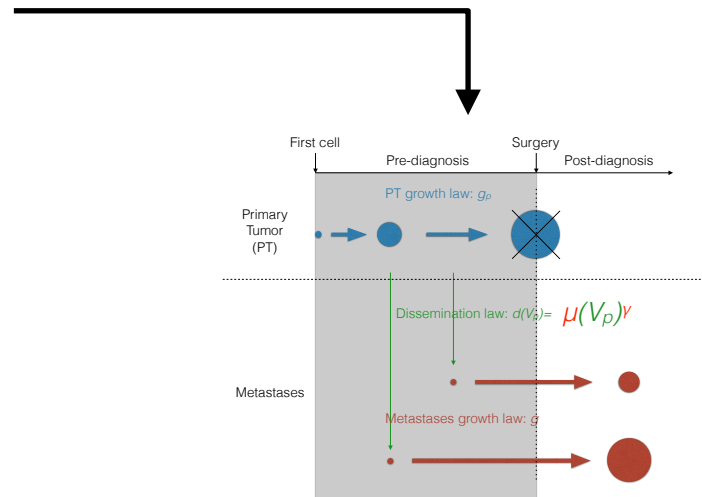 First cell
Surgery
Pre-diagnosis
Post-diagnosis
PT growth law: gₚ
Primary
Tumor
(PT)
Dissemination law: d(Vₚ)= μ(Vₚ)ᵞ
Metastases
Metastases growth law: g